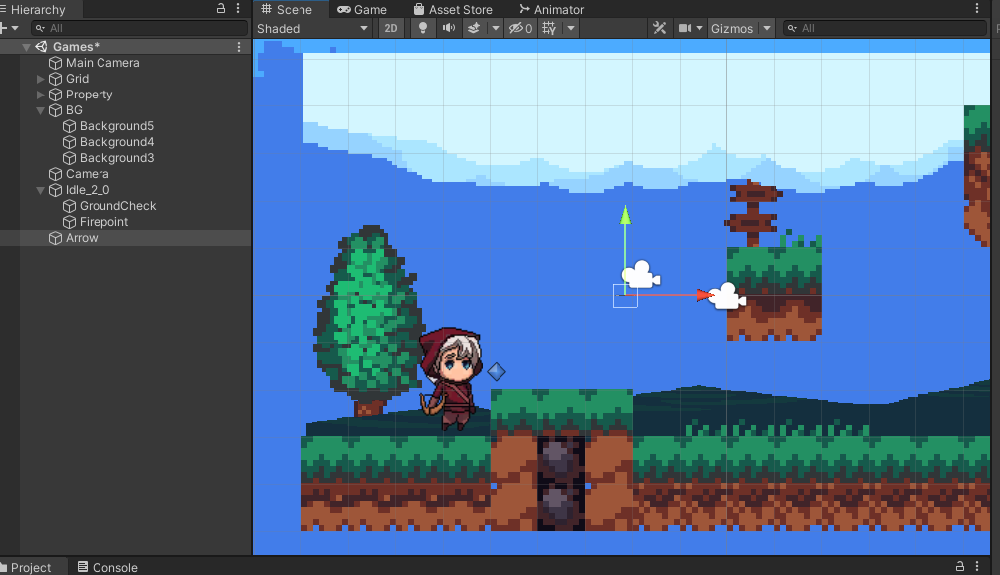 Hierarchy
All
Games*
Main Camera
Grid
Property
BG
Background5
Background4
Background3
Camera
Idle_2_0
GroundCheck
Firepoint
Arrow
Scene Game Asset Store Animator
Shaded 2D 0 Gizmos All
Project Console